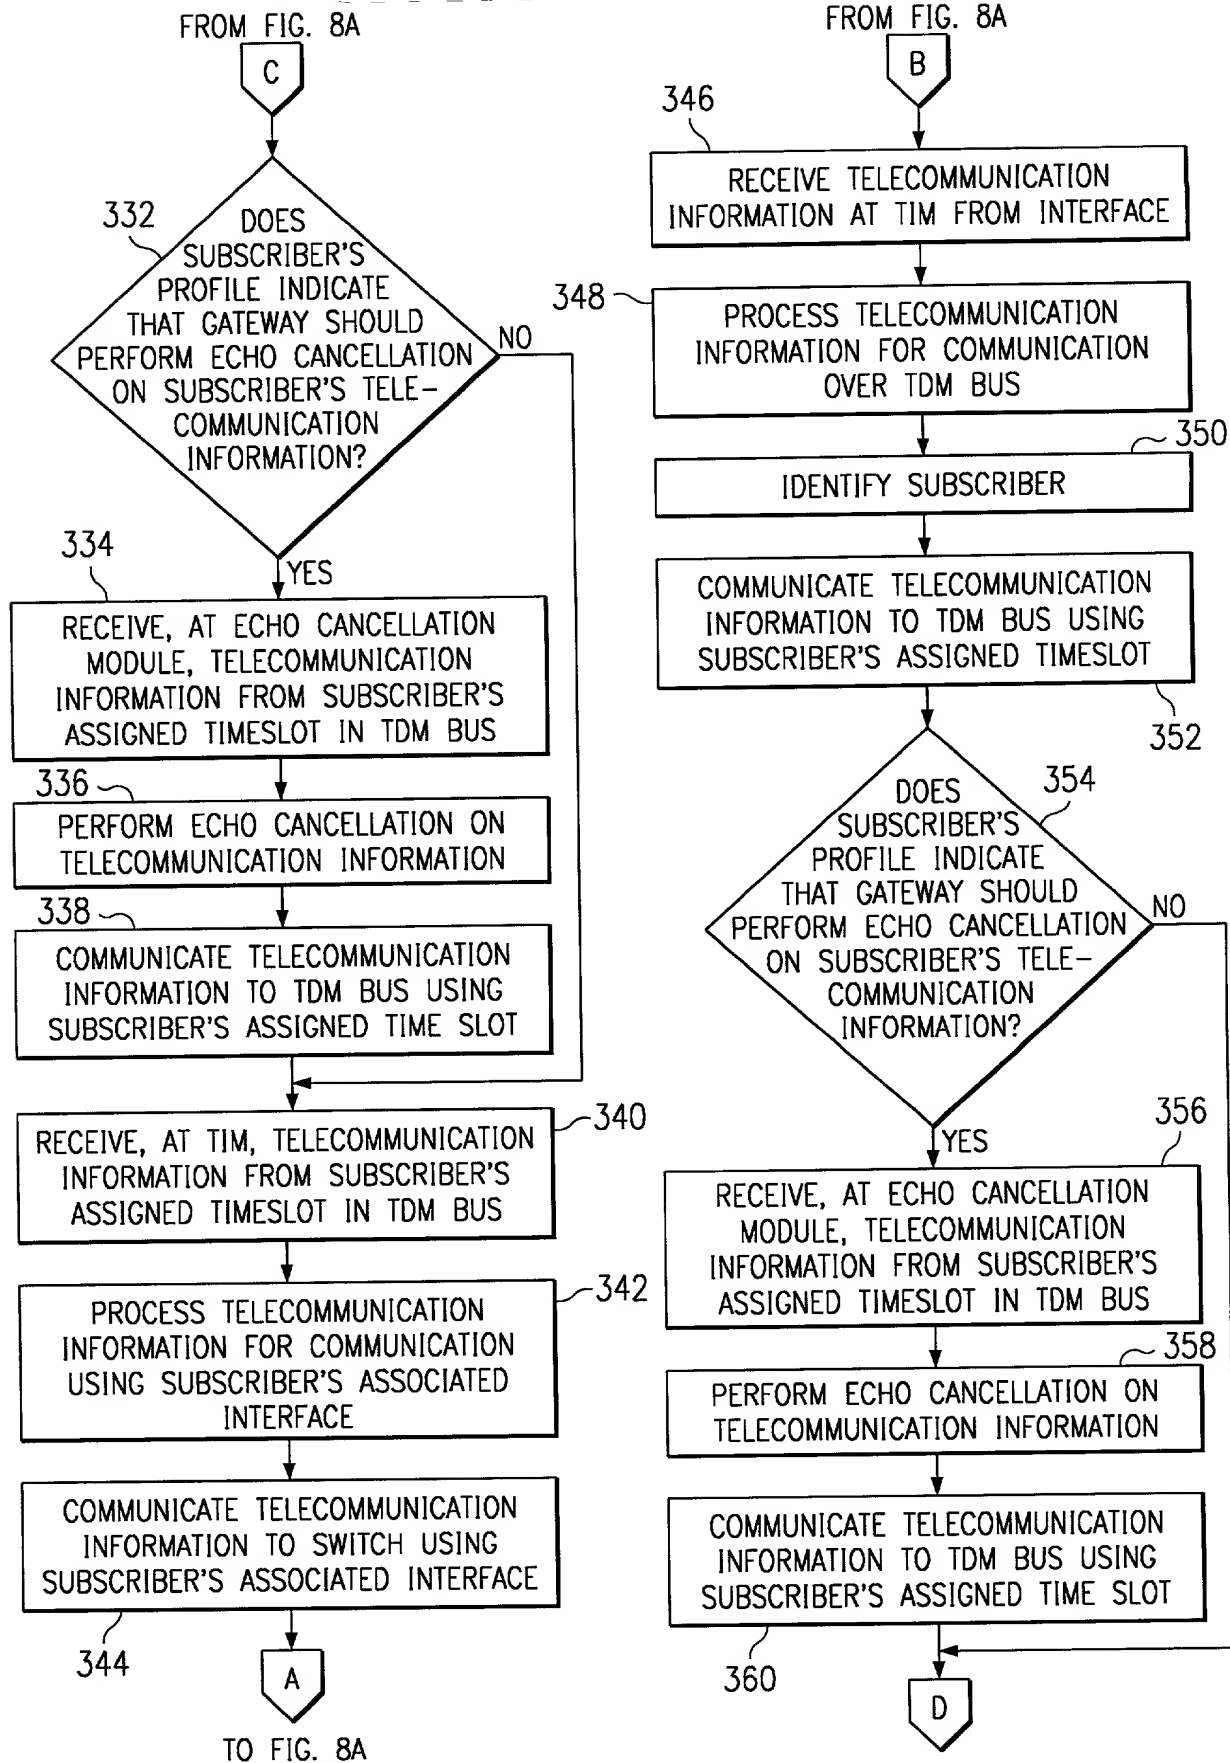 FROM FIG. 8A
C
332
DOES
SUBSCRIBER'S
PROFILE INDICATE
THAT GATEWAY SHOULD
PERFORM ECHO CANCELLATION
ON SUBSCRIBER'S TELE-
COMMUNICATION
INFORMATION?
NO
YES
334
RECEIVE, AT ECHO CANCELLATION
MODULE, TELECOMMUNICATION
INFORMATION FROM SUBSCRIBER'S
ASSIGNED TIMESLOT IN TDM BUS
336
PERFORM ECHO CANCELLATION ON
TELECOMMUNICATION INFORMATION
338
COMMUNICATE TELECOMMUNICATION
INFORMATION TO TDM BUS USING
SUBSCRIBER'S ASSIGNED TIME SLOT
340
RECEIVE, AT TIM, TELECOMMUNICATION
INFORMATION FROM SUBSCRIBER'S
ASSIGNED TIMESLOT IN TDM BUS
342
PROCESS TELECOMMUNICATION
INFORMATION FOR COMMUNICATION
USING SUBSCRIBER'S ASSOCIATED
INTERFACE
COMMUNICATE TELECOMMUNICATION
INFORMATION TO SWITCH USING
SUBSCRIBER'S ASSOCIATED INTERFACE
344
A
TO FIG. 8A
FROM FIG. 8A
B
346
RECEIVE TELECOMMUNICATION
INFORMATION AT TIM FROM INTERFACE
348
PROCESS TELECOMMUNICATION
INFORMATION FOR COMMUNICATION
OVER TDM BUS
350
IDENTIFY SUBSCRIBER
COMMUNICATE TELECOMMUNICATION
INFORMATION TO TDM BUS USING
SUBSCRIBER'S ASSIGNED TIMESLOT
352
354
DOES
SUBSCRIBER'S
PROFILE INDICATE
THAT GATEWAY SHOULD
PERFORM ECHO CANCELLATION
ON SUBSCRIBER'S TELE-
COMMUNICATION
INFORMATION?
NO
YES
356
RECEIVE, AT ECHO CANCELLATION
MODULE, TELECOMMUNICATION
INFORMATION FROM SUBSCRIBER'S
ASSIGNED TIMESLOT IN TDM BUS
358
PERFORM ECHO CANCELLATION ON
TELECOMMUNICATION INFORMATION
COMMUNICATE TELECOMMUNICATION
INFORMATION TO TDM BUS USING
SUBSCRIBER'S ASSIGNED TIME SLOT
360
D